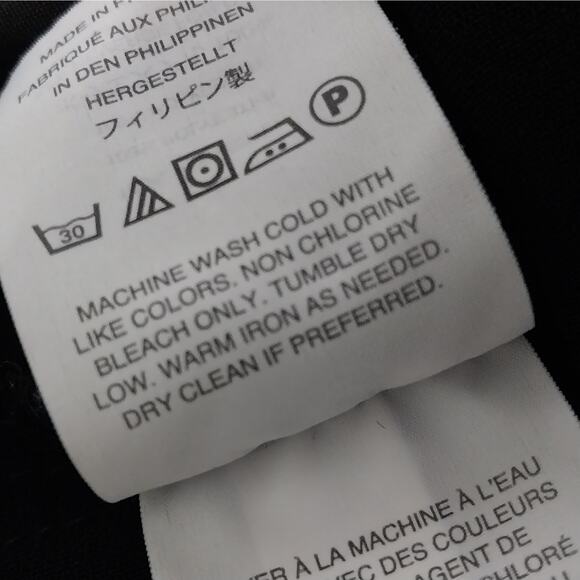 MADE IN
FABRIQUÉ AUX
IN DEN PHILIPPINEN
HERGESTELLT
フィリピン製
30
P
MACHINE WASH COLD WITH
LIKE COLORS. NON CHLORINE
BLEACH ONLY. TUMBLE DRY
LOW. WARM IRON AS NEEDED.
DRY CLEAN IF PREFERRED.
À LA MACHINE À L'EAU
DES COULEURS
AGENT DE